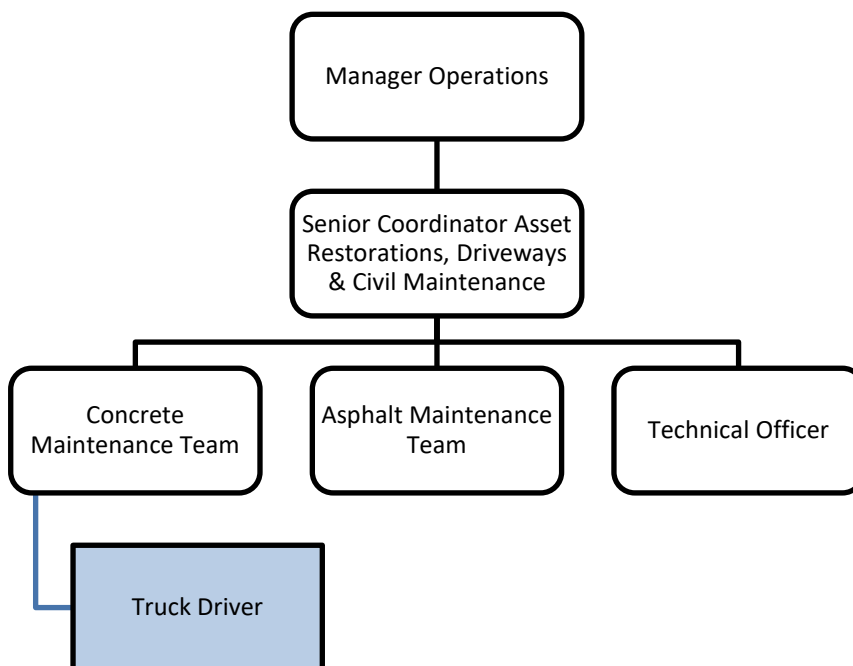 Manager Operations
Senior Coordinator Asset
Restorations, Driveways
& Civil Maintenance
Concrete
Maintenance Team
Asphalt Maintenance
Team
Technical Officer
Truck Driver